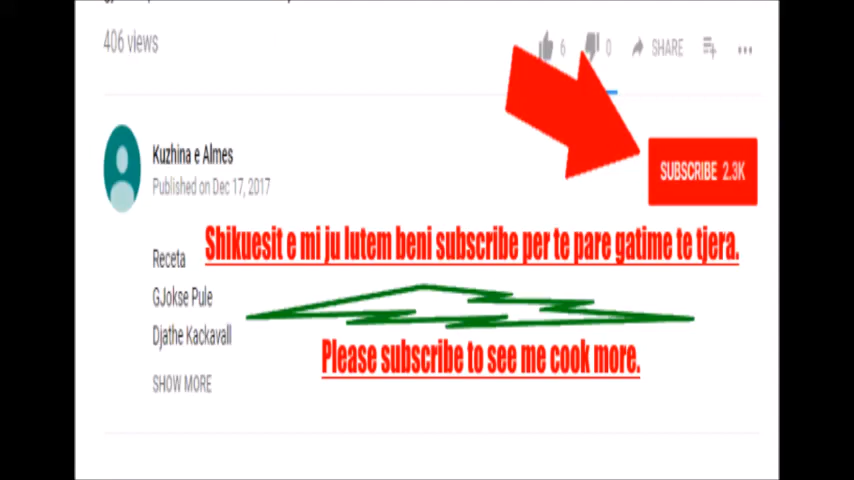 406 views
6
0
SHARE
Kuzhina e Almes
SUBSCRIBE 2.3K
Published on Dec 17, 2017
Shikuesit e mi ju lutem beni subscribe per te pare gatime te tjera.
Receta
GJokse Pule
Djathe Kackavall
Please subscribe to see me cook more.
SHOW MORE